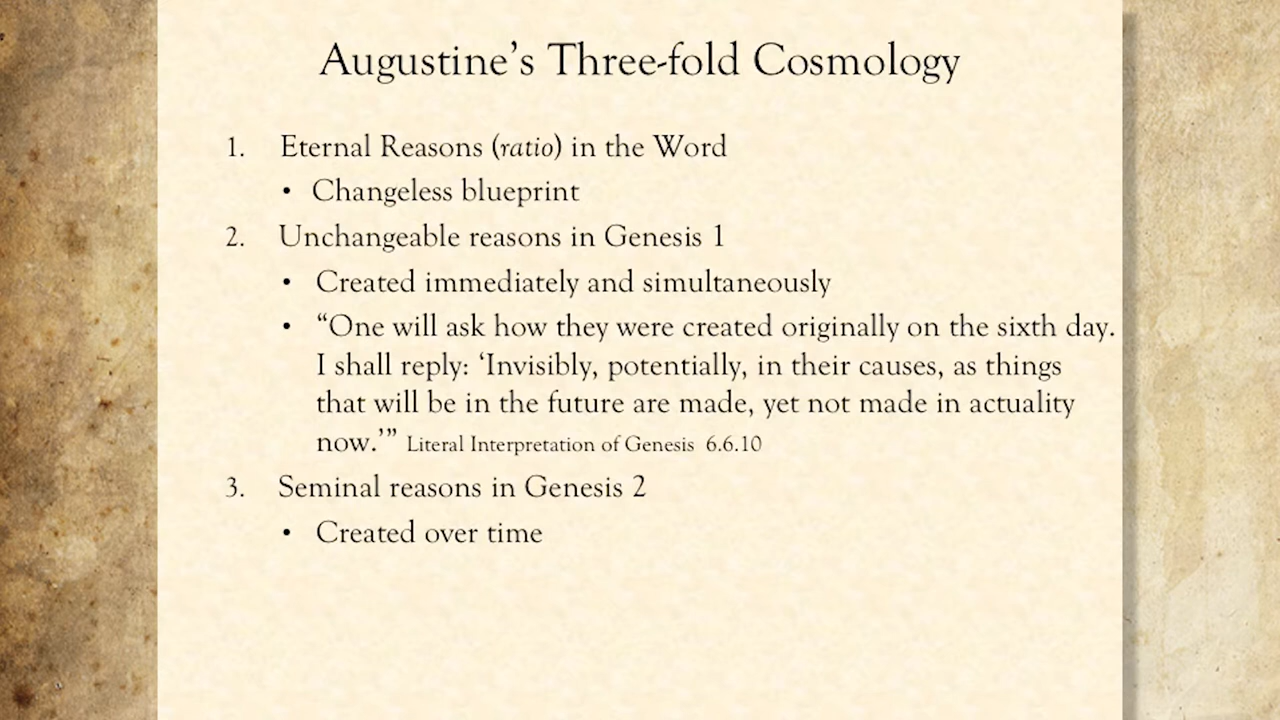 Augustine’s Three-fold Cosmology
1. Eternal Reasons (ratio) in the Word
• Changeless blueprint
2. Unchangeable reasons in Genesis 1
• Created immediately and simultaneously
• “One will ask how they were created originally on the sixth day.
I shall reply: ‘Invisibly, potentially, in their causes, as things
that will be in the future are made, yet not made in actuality
now.’” Literal Interpretation of Genesis 6.6.10
3. Seminal reasons in Genesis 2
• Created over time